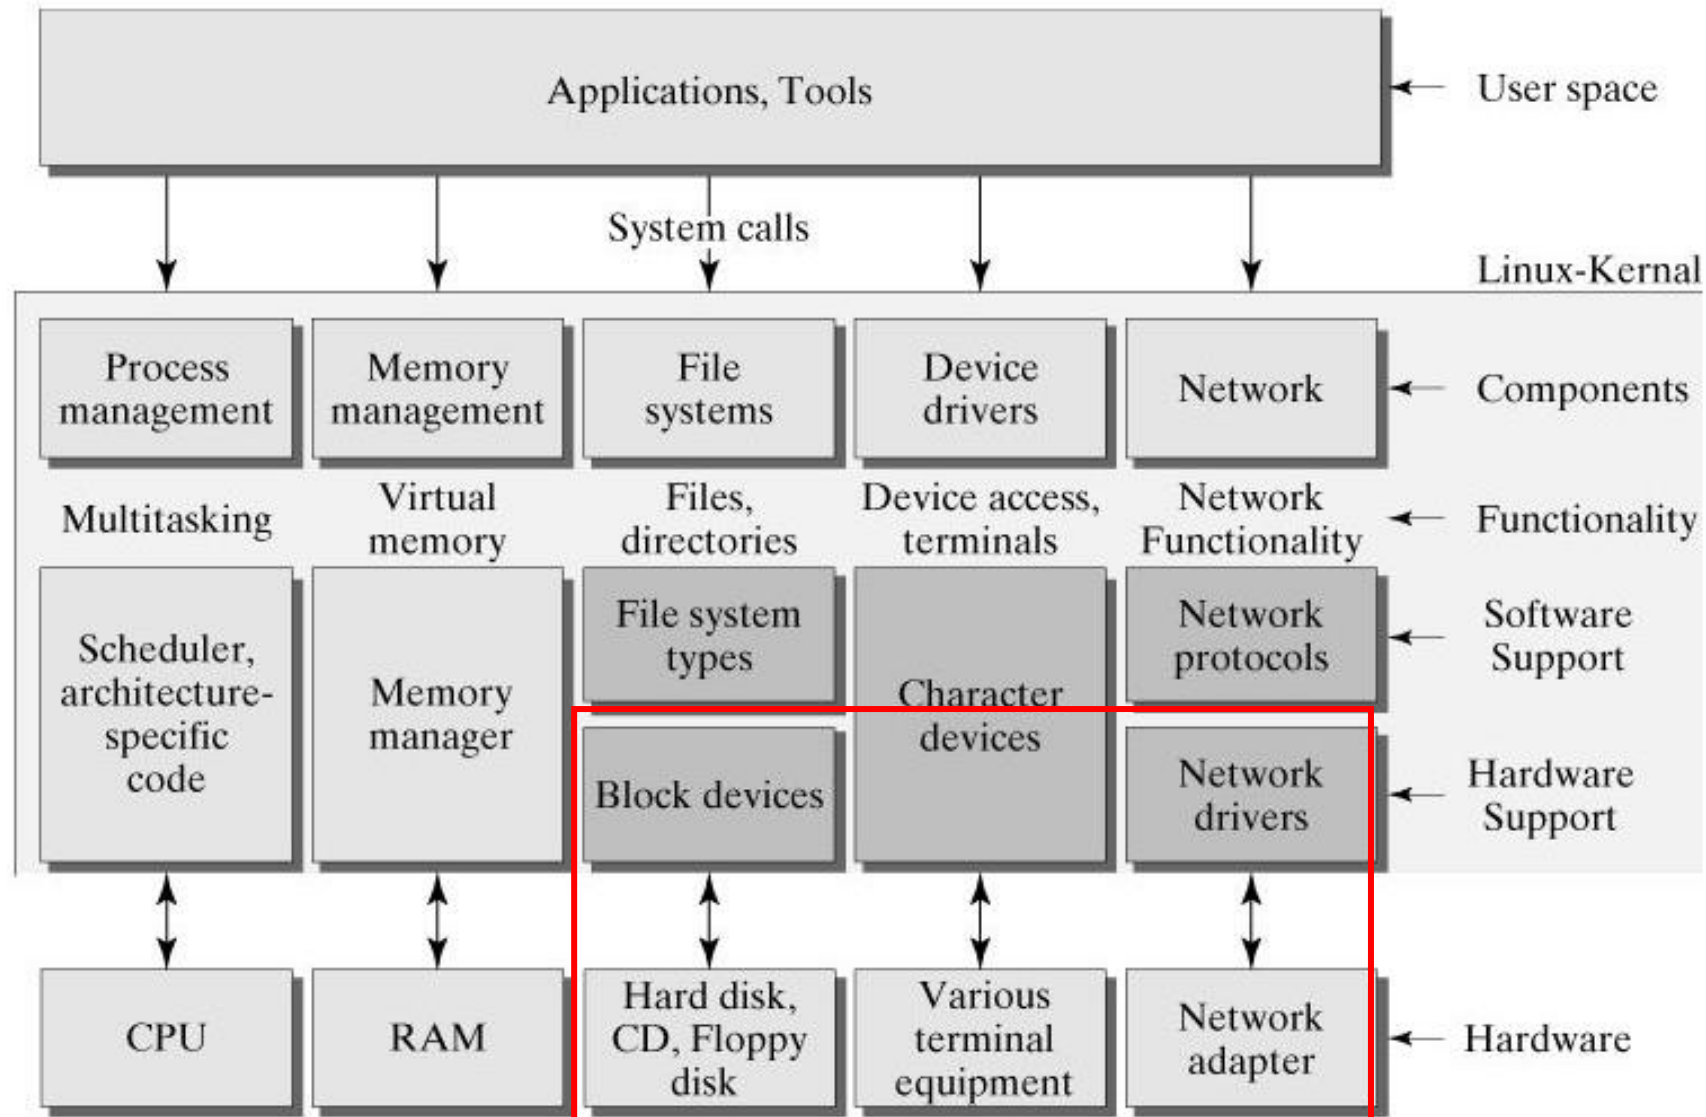 Applications, Tools
User space
System calls
Linux-Kernal
Process
management
Memory
management
File
systems
Device
drivers
Network
Components
Multitasking
Virtual
memory
Files,
directories
Device access,
terminals
Network
Functionality
Functionality
Scheduler,
architecture-
specific
code
Memory
manager
File system
types
Character
devices
Network
protocols
Software
Support
Block devices
Network
drivers
Hardware
Support
CPU
RAM
Hard disk,
CD, Floppy
disk
Various
terminal
equipment
Network
adapter
Hardware